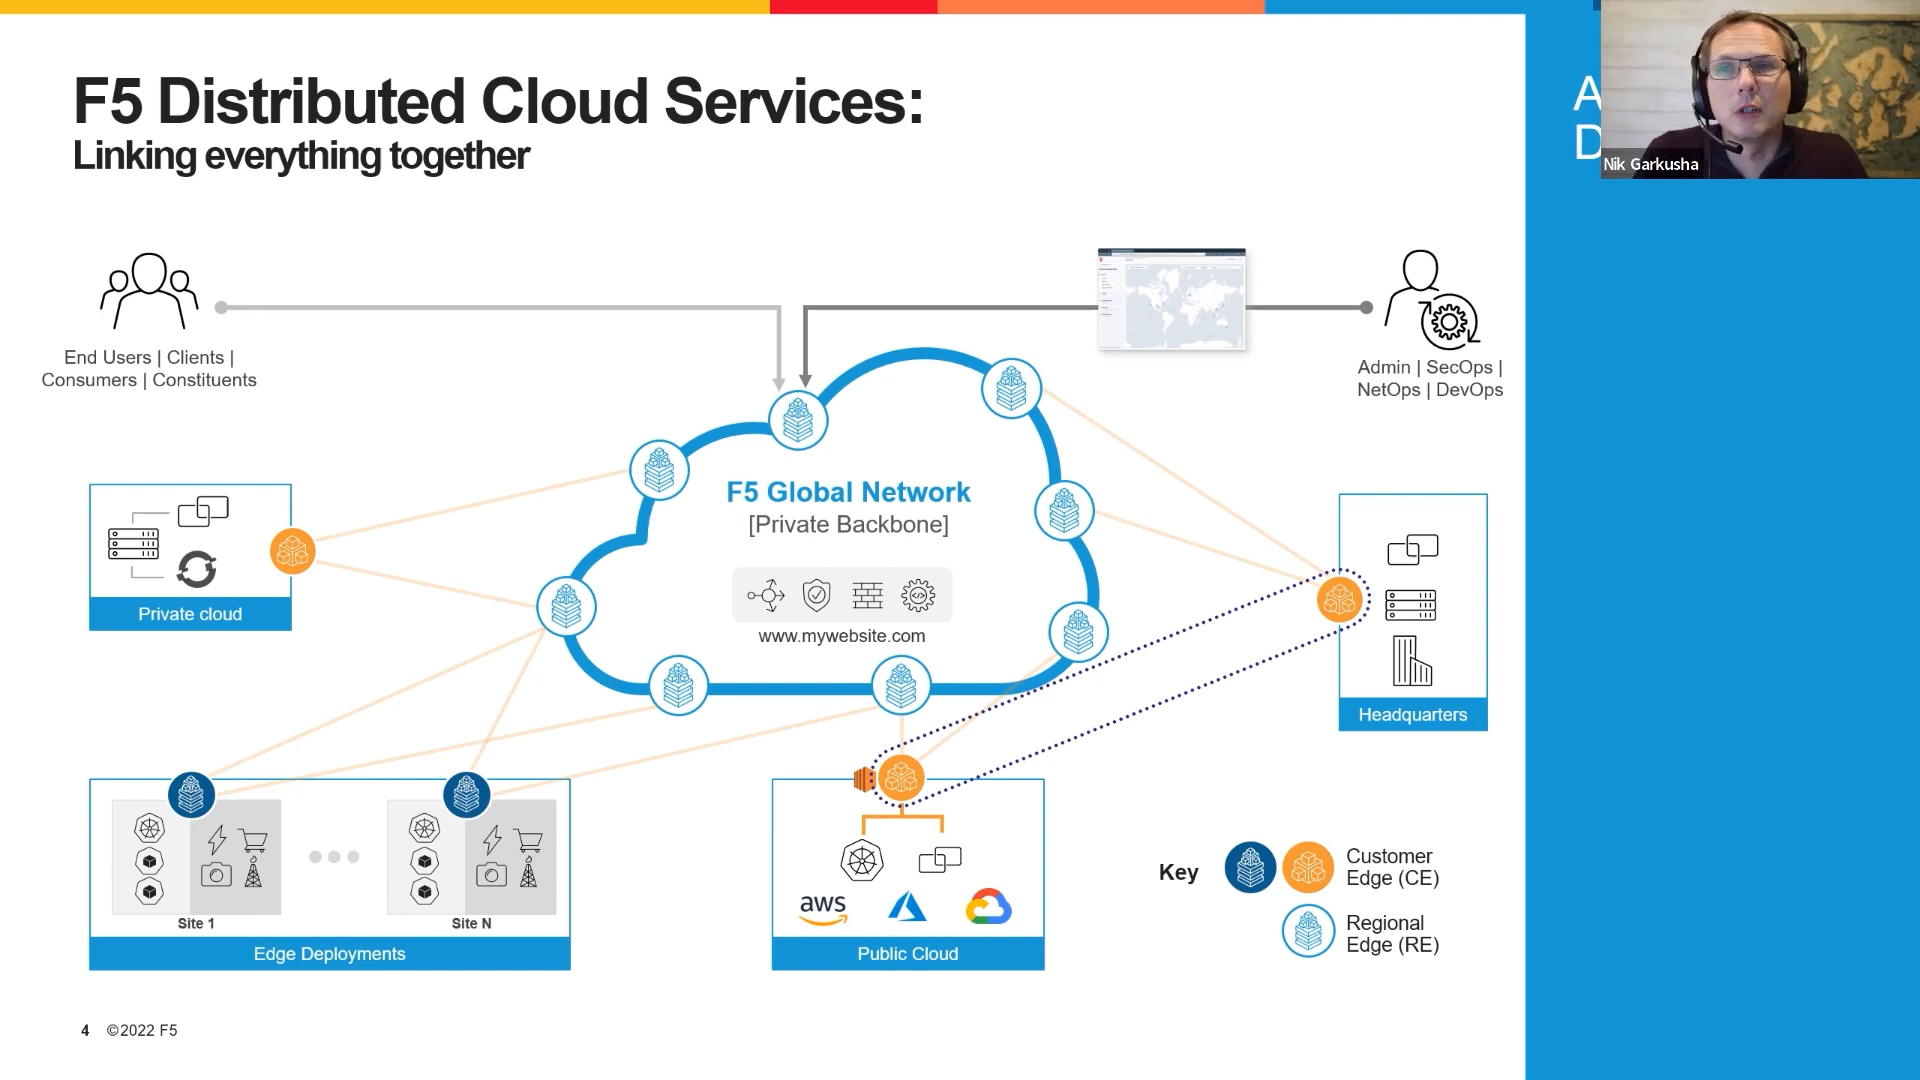 F5 Distributed Cloud Services:
Linking everything together
A
D
Nik Garkusha
End Users | Clients |
Consumers | Constituents
Admin | SecOps |
NetOps | DevOps
F5 Global Network
[Private Backbone]
www.mywebsite.com
Private cloud
Headquarters
Site 1
Site N
Edge Deployments
aws
Public Cloud
Key
Customer
Edge (CE)
Regional
Edge (RE)
4 ©2022 F5